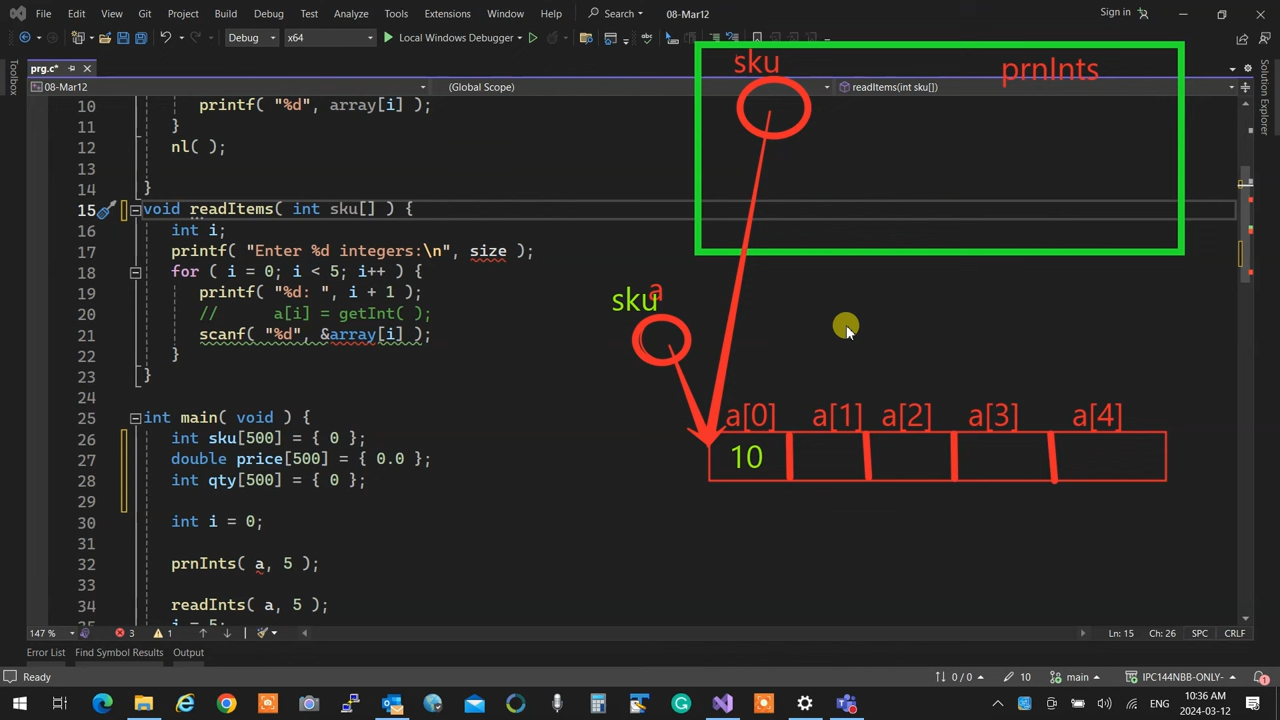 File Edit View Git Project Build Debug Test Analyze Tools Extensions Window Help Search 08-Mar12 Sign in
Debug x64 Local Windows Debugger
prg.c*
08-Mar12 (Global Scope) readItems(int sku[])
Toolbox
Solution Explorer
10 printf( "%d", array[i] );
11 }
12 nl( );
13
14 }
15 void readItems( int sku[] ) {
16 int i;
17 printf( "Enter %d integers:\n", size );
18 for ( i = 0; i < 5; i++ ) {
19 printf( "%d: ", i + 1 );
20 // a[i] = getInt( );
21 scanf( "%d", &array[i] );
22 }
23 }
24
25 int main( void ) {
26 int sku[500] = { 0 };
27 double price[500] = { 0.0 };
28 int qty[500] = { 0 };
29
30 int i = 0;
31
32 prnInts( a, 5 );
33
34 readInts( a, 5 );
i = 5;
sku
prnInts
sku a
a[0] a[1] a[2] a[3] a[4]
10
147 % 3 1 Ln: 15 Ch: 26 SPC CRLF
Error List Find Symbol Results Output
Ready 0 / 0 10 main IPC144NBB-ONLY- 1
ENG 10:36 AM
2024-03-12